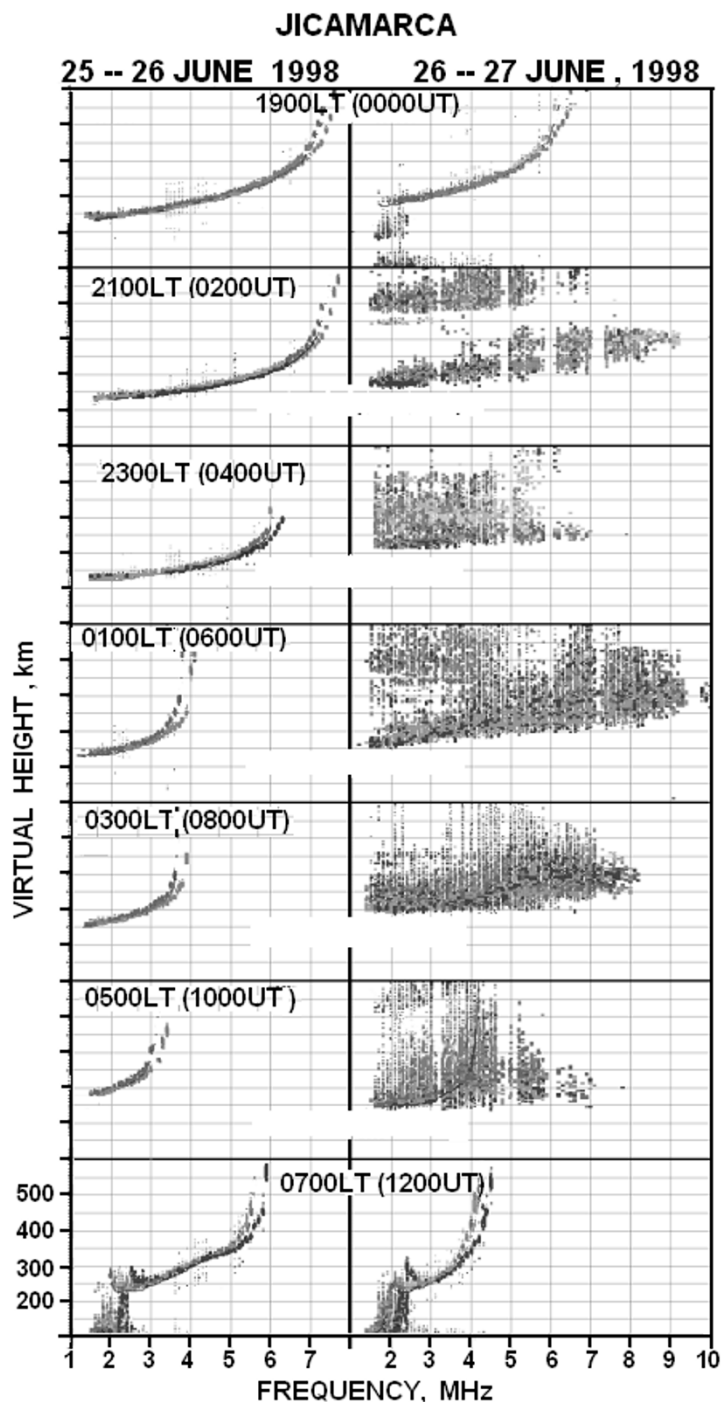 JICAMARCA
25 -- 26 JUNE 1998 26 -- 27 JUNE , 1998
1900LT (0000UT)
2100LT (0200UT)
2300LT (0400UT)
0100LT (0600UT)
0300LT (0800UT)
0500LT (1000UT )
0700LT (1200UT)
VIRTUAL HEIGHT , km
500
400
300
200
1 2 3 4 5 6 7 2 3 4 5 6 7 8 9 10
FREQUENCY, MHz